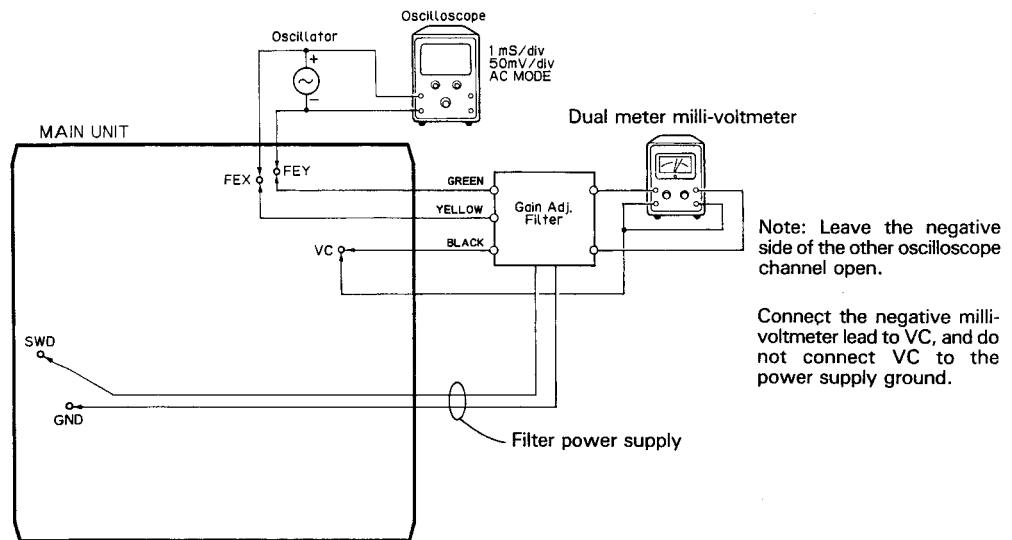 Oscilloscope
Oscillator
1 mS/div
50mV/div
AC MODE
+
−
Dual meter milli-voltmeter
MAIN UNIT
FEX
FEY
GREEN
YELLOW
BLACK
Gain Adj.
Filter
VC
Note: Leave the negative
side of the other oscilloscope
channel open.
Connect the negative milli-
voltmeter lead to VC, and do
not connect VC to the
power supply ground.
SWD
GND
Filter power supply